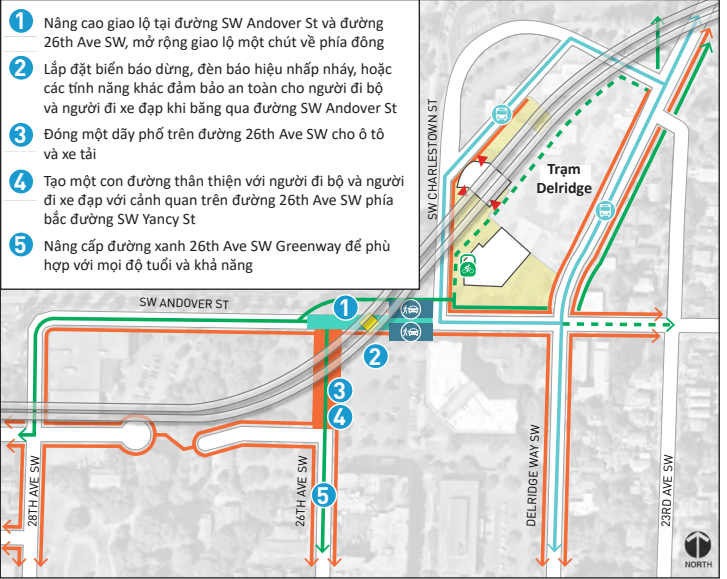 1 Nâng cao giao lộ tại đường SW Andover St và đường
26th Ave SW, mở rộng giao lộ một chút về phía đông
2 Lắp đặt biển báo dừng, đèn báo hiệu nhấp nháy, hoặc
các tính năng khác đảm bảo an toàn cho người đi bộ
và người đi xe đạp khi băng qua đường SW Andover St
3 Đóng một dãy phố trên đường 26th Ave SW cho ô tô
và xe tải
4 Tạo một con đường thân thiện với người đi bộ và người
đi xe đạp với cảnh quan trên đường 26th Ave SW phía
bắc đường SW Yancy St
5 Nâng cấp đường xanh 26th Ave SW Greenway để phù
hợp với mọi độ tuổi và khả năng
SW CHARLESTOWN ST
Trạm
Delridge
SW ANDOVER ST
1
2
3
4
5
28TH AVE SW
26TH AVE SW
DELRIDGE WAY SW
23RD AVE SW
NORTH